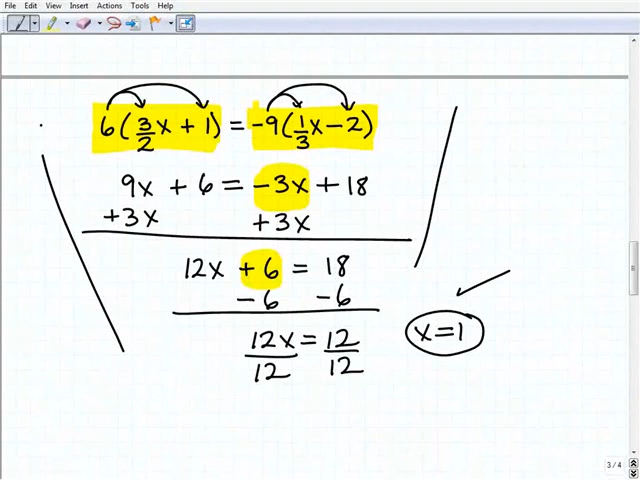 File Edit View Insert Actions Tools Help
6(3/2x + 1) = -9(1/3x - 2)
9x + 6 = -3x + 18
+3x +3x
12x + 6 = 18
-6 -6
12x/12 = 12/12
x = 1
3 / 4